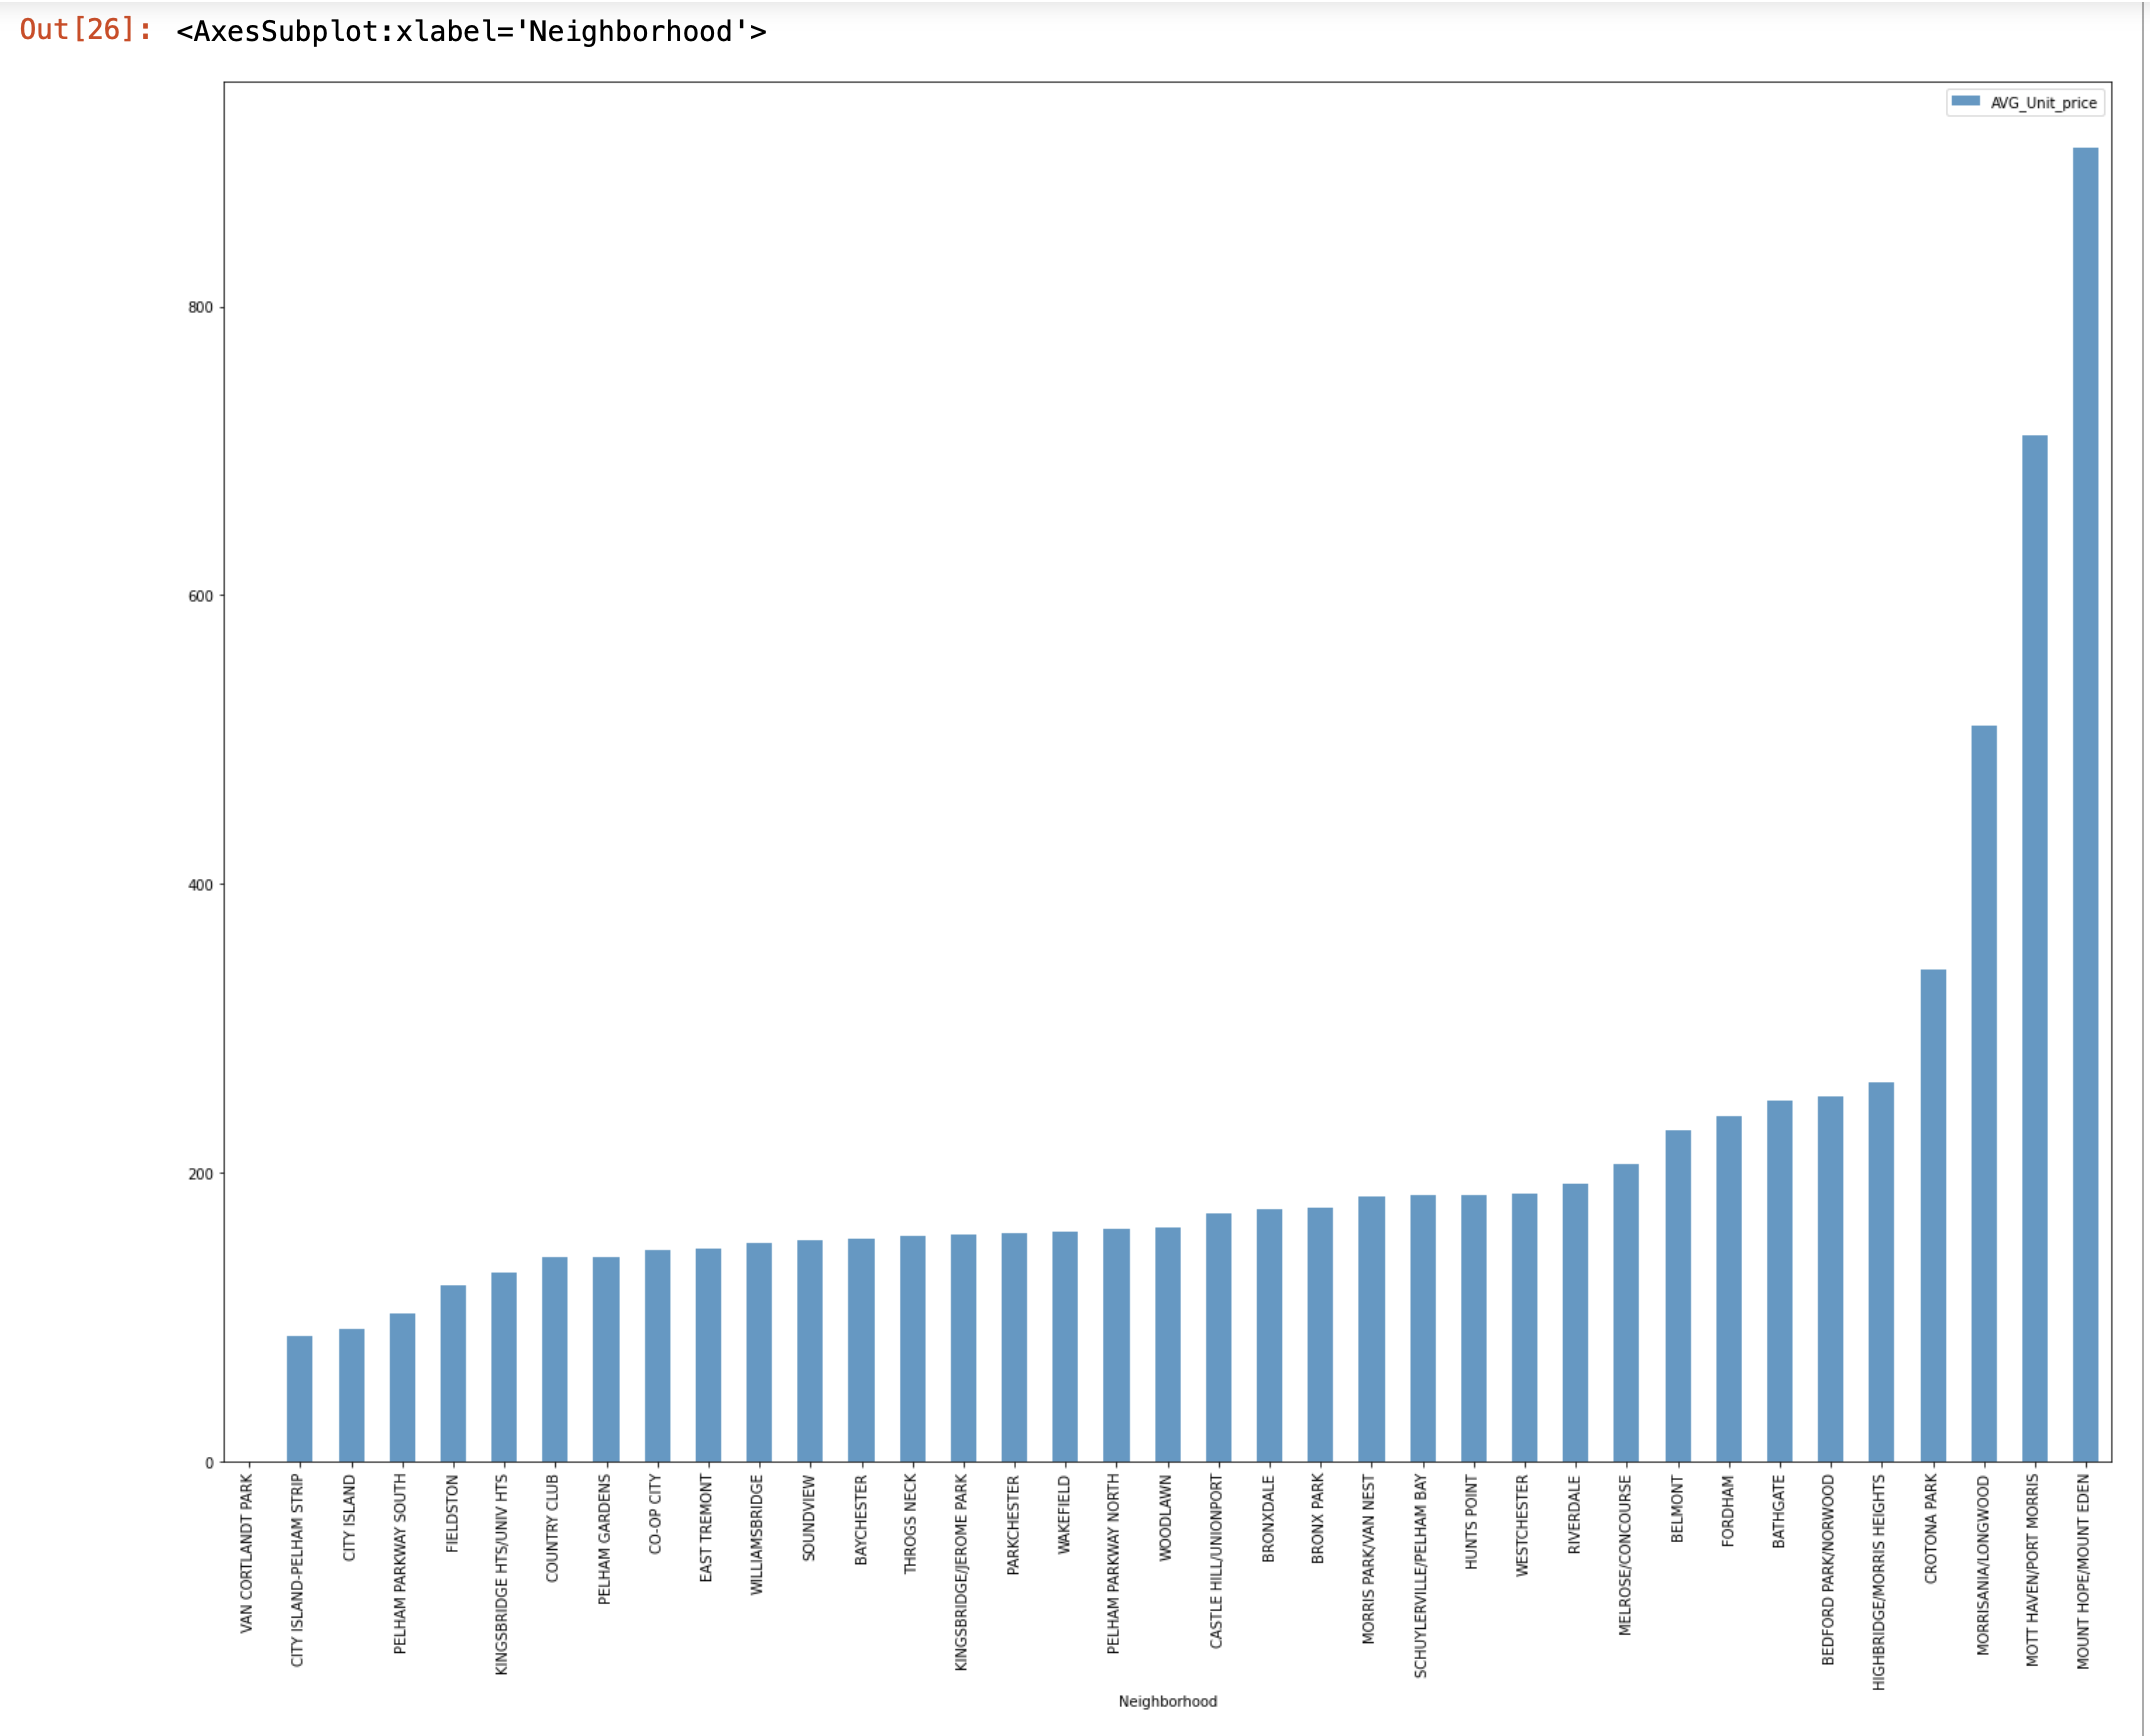 Out[26]: <AxesSubplot:xlabel='Neighborhood'>
AVG_Unit_price
800
600
400
200
0
VAN CORTLANDT PARK
CITY ISLAND-PELHAM STRIP
CITY ISLAND
PELHAM PARKWAY SOUTH
FIELDSTON
KINGSBRIDGE HTS/UNIV HTS
COUNTRY CLUB
PELHAM GARDENS
CO-OP CITY
EAST TREMONT
WILLIAMSBRIDGE
SOUNDVIEW
BAYCHESTER
THROGS NECK
KINGSBRIDGE/JEROME PARK
PARKCHESTER
WAKEFIELD
PELHAM PARKWAY NORTH
WOODLAWN
CASTLE HILL/UNIONPORT
BRONXDALE
BRONX PARK
MORRIS PARK/VAN NEST
SCHUYLERVILLE/PELHAM BAY
HUNTS POINT
WESTCHESTER
RIVERDALE
MELROSE/CONCOURSE
BELMONT
FORDHAM
BATHGATE
BEDFORD PARK/NORWOOD
HIGHBRIDGE/MORRIS HEIGHTS
CROTONA PARK
MORRISANIA/LONGWOOD
MOTT HAVEN/PORT MORRIS
MOUNT HOPE/MOUNT EDEN
Neighborhood